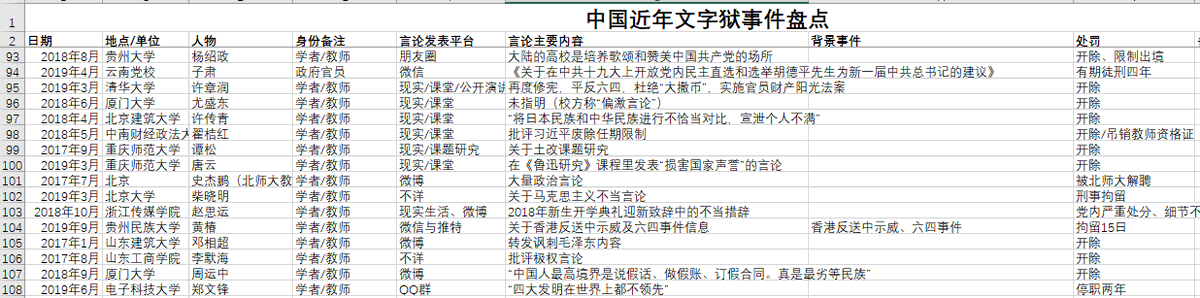 1 中国近年文字狱事件盘点
2 日期 地点/单位 人物 身份备注 言论发表平台 言论主要内容 背景事件 处罚
93 2018年8月 贵州大学 杨绍政 学者/教师 朋友圈 大陆的高校是培养歌颂和赞美中国共产党的场所 开除、限制出境
94 2019年4月 云南党校 子肃 政府官员 微信 《关于在中共十九大上开放党内民主直选和选举胡德平先生为新一届中共总书记的建议》 有期徒刑四年
95 2019年3月 清华大学 许章润 学者/教师 现实/课堂/公开演讲 再度修宪，平反六四，杜绝“大撒币”，实施官员财产阳光法案 开除
96 2018年6月 厦门大学 尤盛东 学者/教师 现实/课堂 未指明（校方称“偏激言论”） 开除
97 2018年4月 北京建筑大学 许传青 学者/教师 现实/课堂 “将日本民族和中华民族进行不恰当对比，宣泄个人不满” 开除
98 2018年5月 中南财经政法大 翟桔红 学者/教师 现实/课堂 批评习近平废除任期限制 开除/吊销教师资格证
99 2017年9月 重庆师范大学 谭松 学者/教师 现实/课题研究 关于土改课题研究 开除
100 2019年3月 重庆师范大学 唐云 学者/教师 现实/课堂 在《鲁迅研究》课程里发表“损害国家声誉”的言论 开除
101 2017年7月 北京 史杰鹏（北师大教 学者/教师 微博 大量政治言论 被北师大解聘
102 2019年3月 北京大学 柴晓明 学者/教师 不详 关于马克思主义不当言论 刑事拘留
103 2018年10月 浙江传媒学院 赵思运 学者/教师 现实生活、微博 2018年新生开学典礼迎新致辞中的不当措辞 党内严重处分、细节不
104 2019年9月 贵州民族大学 黄椿 学者/教师 微信与推特 关于香港反送中示威及六四事件信息 香港反送中示威、六四事件 拘留15日
105 2017年1月 山东建筑大学 邓相超 学者/教师 微博 转发讽刺毛泽东内容 开除
106 2017年8月 山东工商学院 李默海 学者/教师 不详 批评极权言论 开除
107 2018年9月 厦门大学 周运中 学者/教师 微博 “中国人最高境界是说假话、做假账、订假合同。真是最劣等民族” 开除
108 2019年6月 电子科技大学 郑文锋 学者/教师 QQ群 “四大发明在世界上都不领先” 停职两年